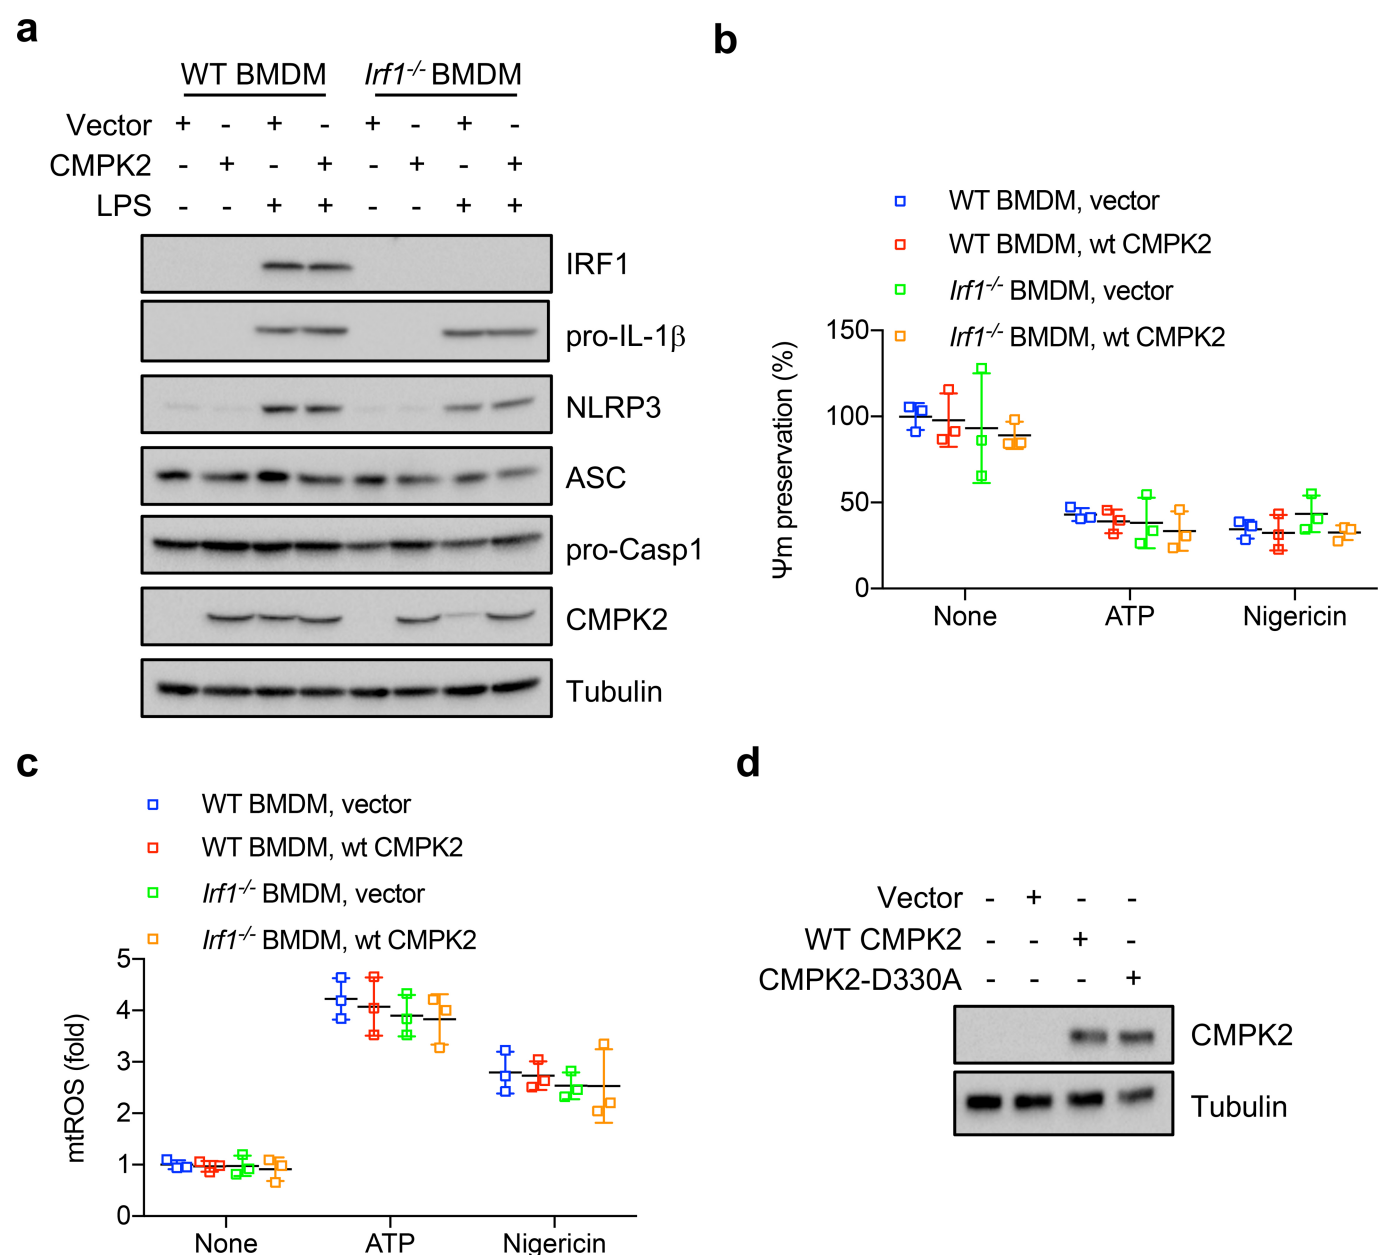 a
WT BMDM Irf1-/- BMDM
Vector + - + - + - + -
CMPK2 - + - + - + - +
LPS - - + + - - + +
IRF1
pro-IL-1β
NLRP3
ASC
pro-Casp1
CMPK2
Tubulin
b
WT BMDM, vector
WT BMDM, wt CMPK2
Irf1-/- BMDM, vector
Irf1-/- BMDM, wt CMPK2
Ψm preservation (%)
150
100
50
0
None ATP Nigericin
c
WT BMDM, vector
WT BMDM, wt CMPK2
Irf1-/- BMDM, vector
Irf1-/- BMDM, wt CMPK2
mtROS (fold)
5
4
3
2
1
0
None ATP Nigericin
d
Vector - + - -
WT CMPK2 - - + -
CMPK2-D330A - - - +
CMPK2
Tubulin